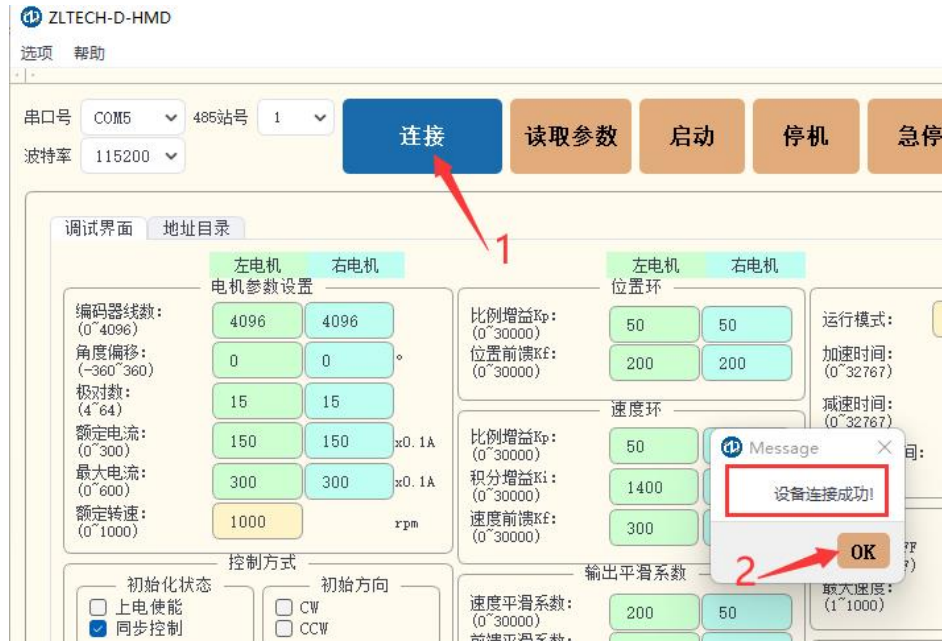 ZLTECH-D-HMD
选项 帮助
串口号 COM5 485站号 1
波特率 115200
连接 读取参数 启动 停机 急停
1
调试界面 地址目录
左电机 右电机
电机参数设置
编码器线数:
(0~4096)
4096 4096
角度偏移:
(-360~360)
0 0 °
极对数:
(4~64)
15 15
额定电流:
(0~300)
150 150 x0.1A
最大电流:
(0~600)
300 300 x0.1A
额定转速:
(0~1000)
1000 rpm
控制方式
初始化状态
上电使能
同步控制
初始方向
CW
CCW
左电机 右电机
位置环
比例增益Kp:
(0~30000)
50 50
位置前馈Kf:
(0~30000)
200 200
速度环
比例增益Kp:
(0~30000)
50
积分增益Ki:
(0~30000)
1400
速度前馈Kf:
(0~30000)
300
输出平滑系数
速度平滑系数:
(0~30000)
200 50
运行模式:
加速时间:
(0~32767)
减速时间:
(0~32767)
间:
Message
设备连接成功!
OK
2
最大速度:
(1~1000)